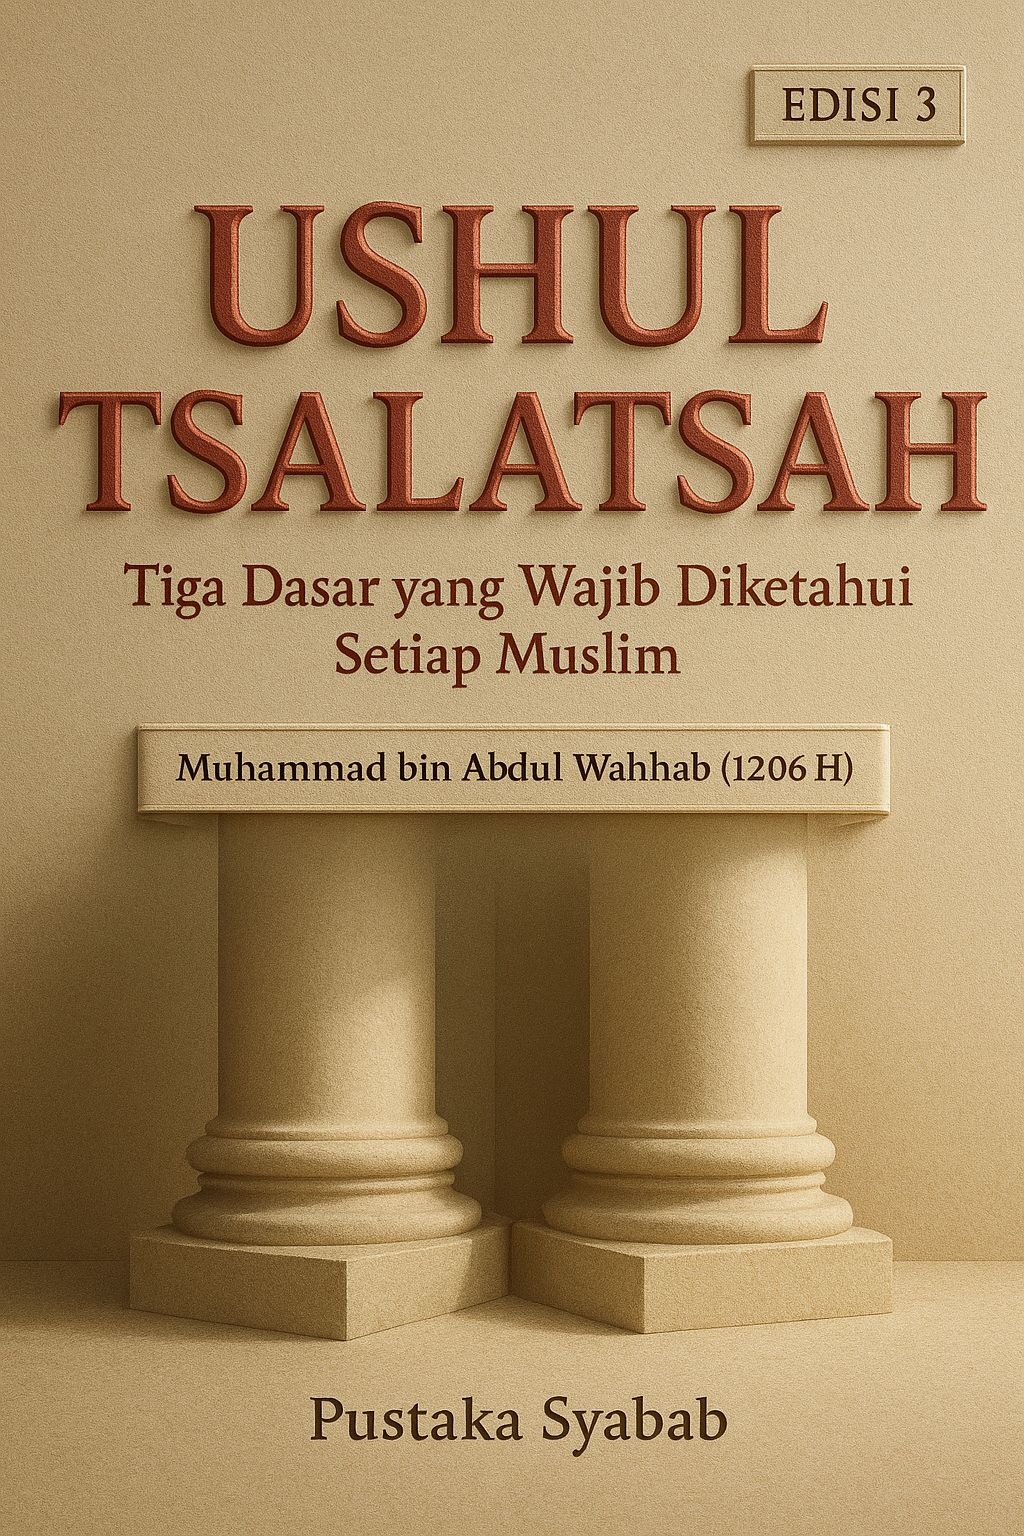 EDISI 3
USHUL
TSALATSAH
Tiga Dasar yang Wajib Diketahui
Setiap Muslim
Muhammad bin Abdul Wahhab (1206 H)
Pustaka Syabab